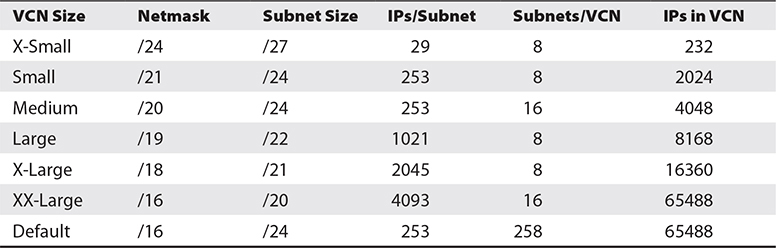 VCN Size Netmask Subnet Size IPs/Subnet Subnets/VCN IPs in VCN
X-Small /24 /27 29 8 232
Small /21 /24 253 8 2024
Medium /20 /24 253 16 4048
Large /19 /22 1021 8 8168
X-Large /18 /21 2045 8 16360
XX-Large /16 /20 4093 16 65488
Default /16 /24 253 258 65488